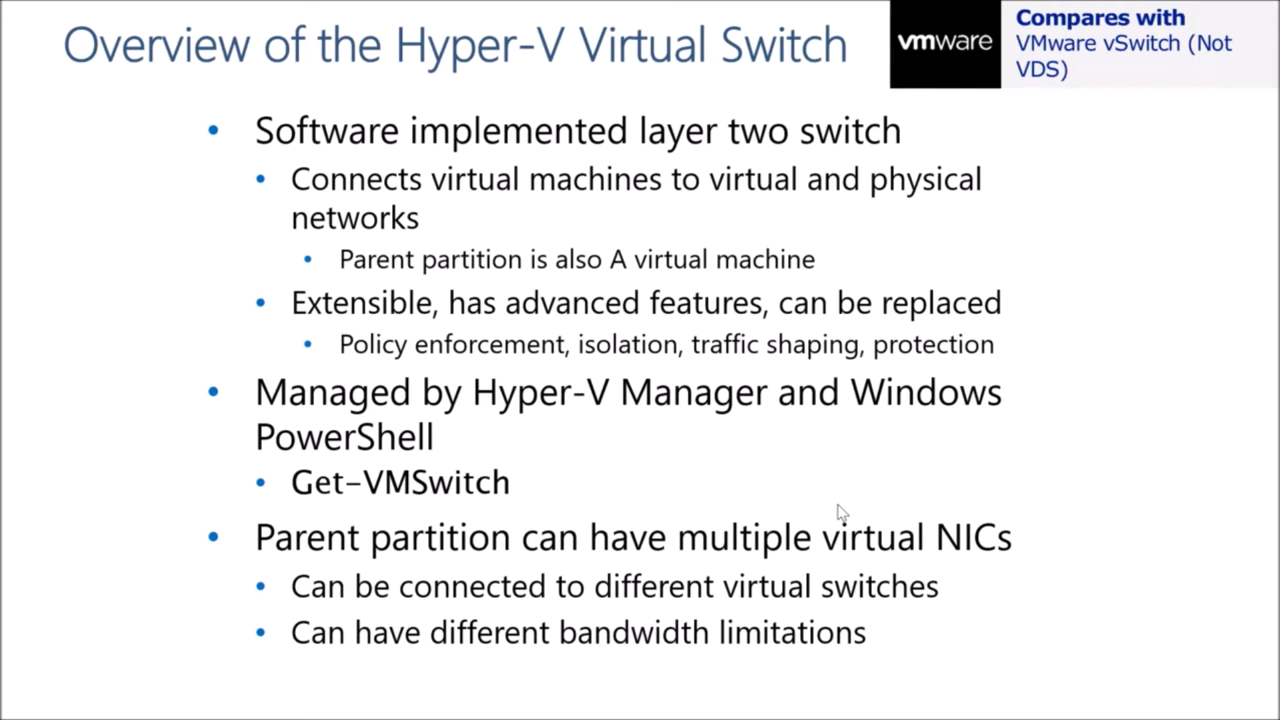 Overview of the Hyper-V Virtual Switch
vmware
Compares with
VMware vSwitch (Not
VDS)
• Software implemented layer two switch
• Connects virtual machines to virtual and physical
networks
• Parent partition is also A virtual machine
• Extensible, has advanced features, can be replaced
• Policy enforcement, isolation, traffic shaping, protection
• Managed by Hyper-V Manager and Windows
PowerShell
• Get-VMSwitch
• Parent partition can have multiple virtual NICs
• Can be connected to different virtual switches
• Can have different bandwidth limitations